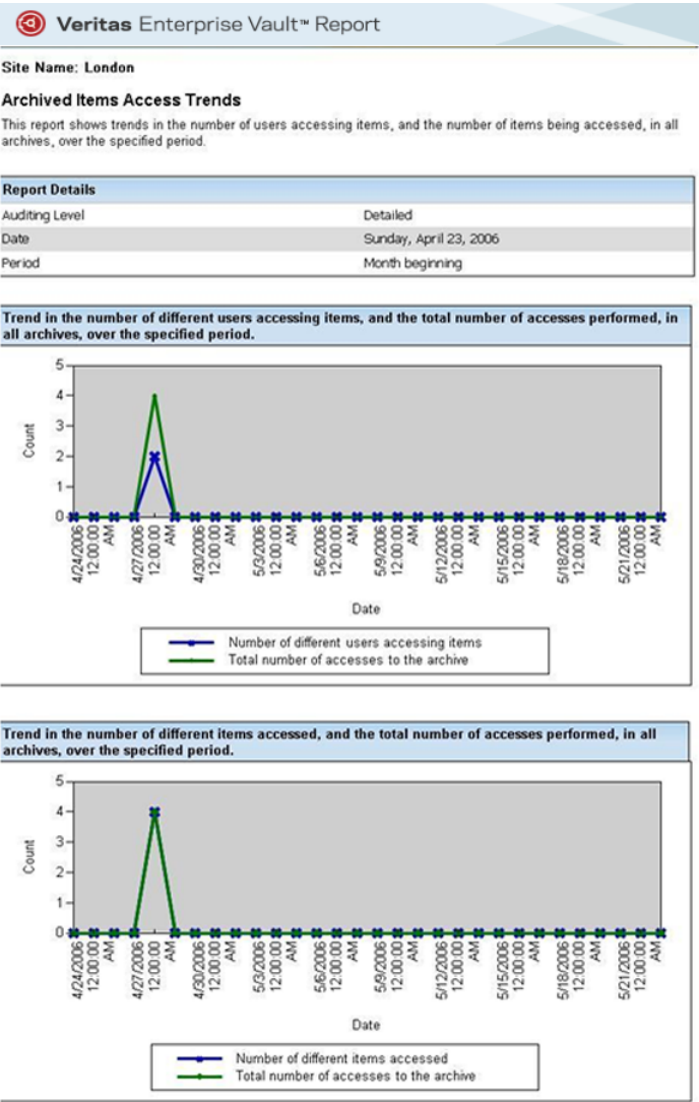 Veritas Enterprise Vault™ Report
Site Name: London
Archived Items Access Trends
This report shows trends in the number of users accessing items, and the number of items being accessed, in all
archives, over the specified period.
Report Details
Auditing Level Detailed
Date Sunday, April 23, 2006
Period Month beginning
Trend in the number of different users accessing items, and the total number of accesses performed, in
all archives, over the specified period.
5
4
3
2
1
0
Count
4/24/2006 12:00:00 AM
4/27/2006 12:00:00 AM
4/30/2006 12:00:00 AM
5/3/2006 12:00:00 AM
5/6/2006 12:00:00 AM
5/9/2006 12:00:00 AM
5/12/2006 12:00:00 AM
5/15/2006 12:00:00 AM
5/18/2006 12:00:00 AM
5/21/2006 12:00:00 AM
Date
Number of different users accessing items
Total number of accesses to the archive
Trend in the number of different items accessed, and the total number of accesses performed, in all
archives, over the specified period.
5
4
3
2
1
0
Count
4/24/2006 12:00:00 AM
4/27/2006 12:00:00 AM
4/30/2006 12:00:00 AM
5/3/2006 12:00:00 AM
5/6/2006 12:00:00 AM
5/9/2006 12:00:00 AM
5/12/2006 12:00:00 AM
5/15/2006 12:00:00 AM
5/18/2006 12:00:00 AM
5/21/2006 12:00:00 AM
Date
Number of different items accessed
Total number of accesses to the archive